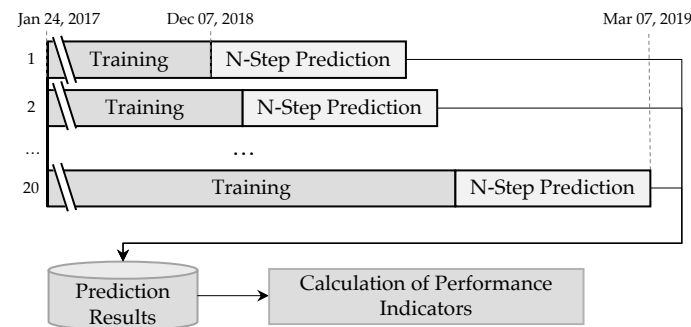 Jan 24, 2017 Dec 07, 2018 Mar 07, 2019
1 Training N-Step Prediction
2 Training N-Step Prediction
... ...
20 Training N-Step Prediction
Prediction
Results
Calculation of Performance
Indicators